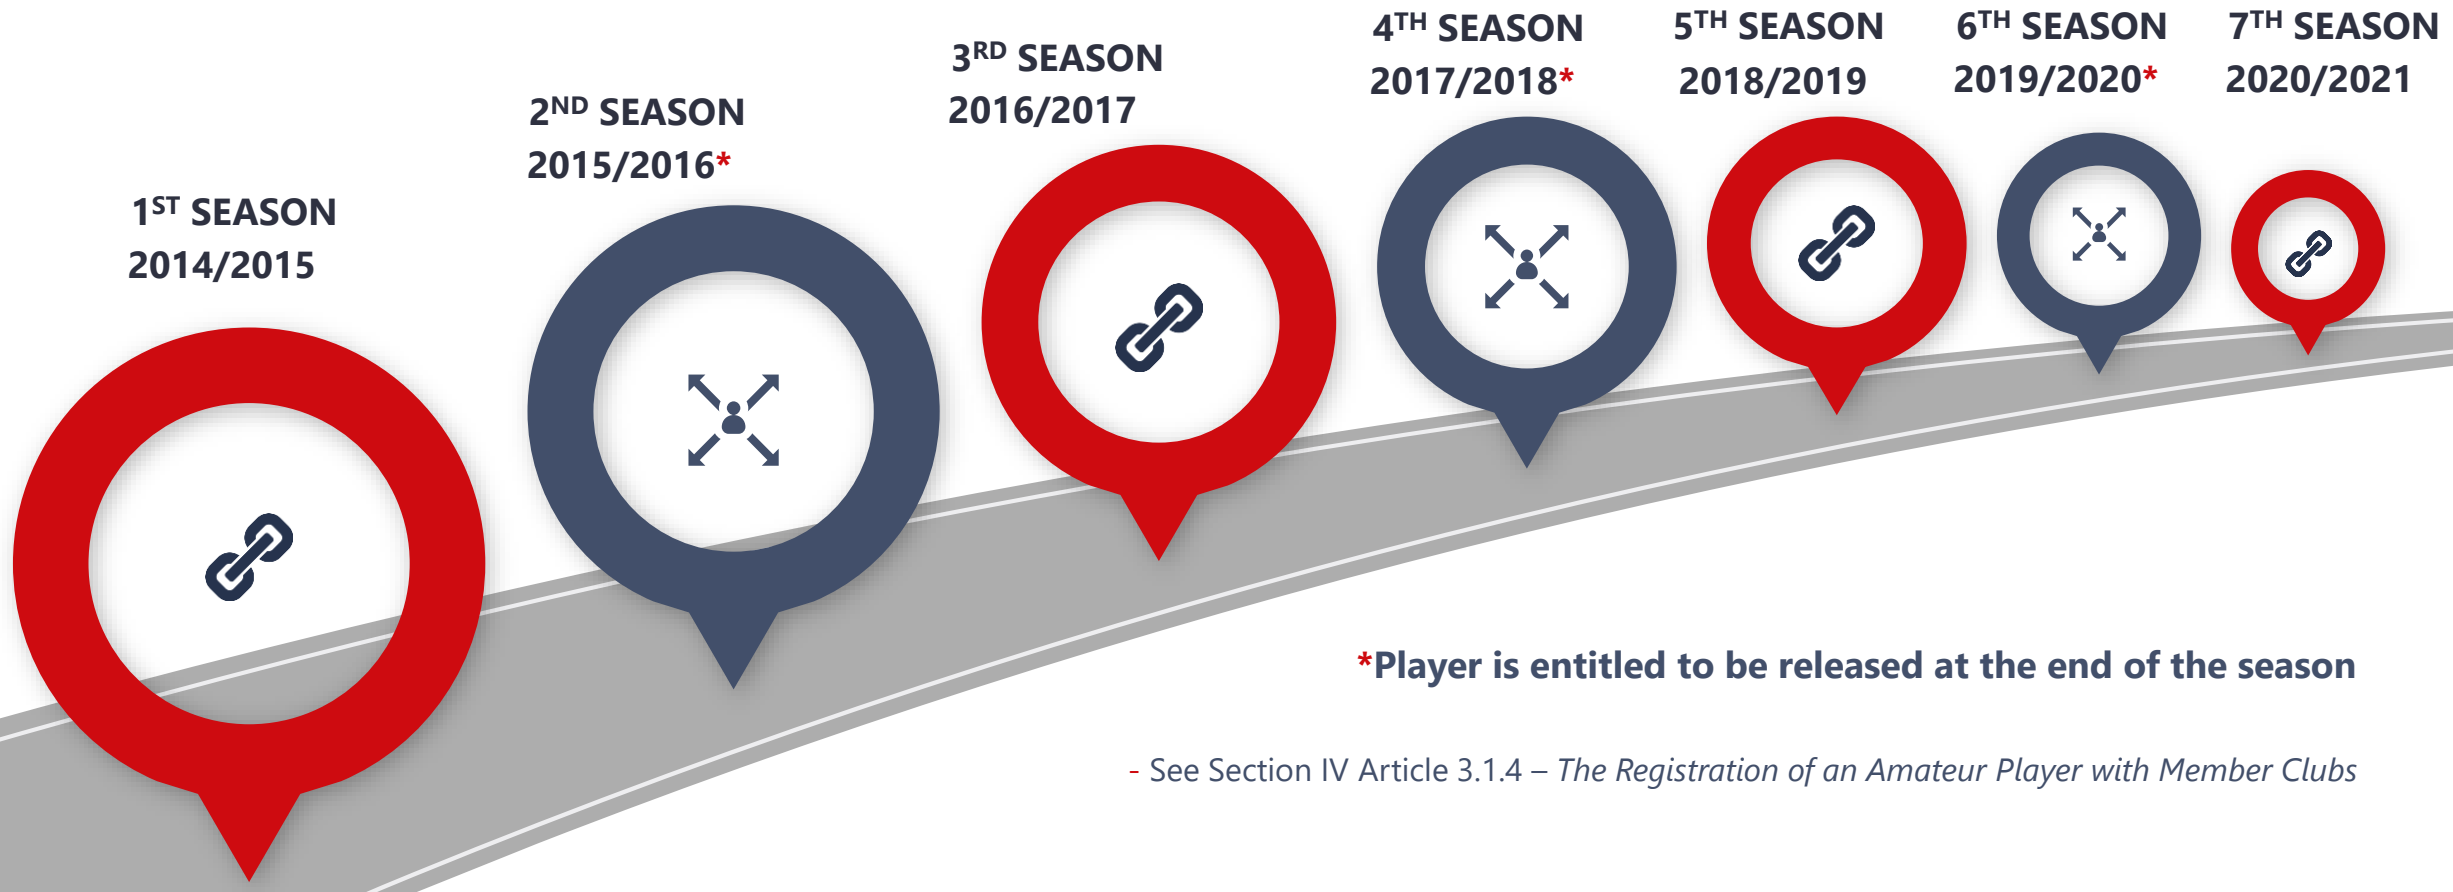 1ST SEASON
2014/2015
2ND SEASON
2015/2016*
3RD SEASON
2016/2017
4TH SEASON
2017/2018*
5TH SEASON
2018/2019
6TH SEASON
2019/2020*
7TH SEASON
2020/2021
*Player is entitled to be released at the end of the season
- See Section IV Article 3.1.4 – The Registration of an Amateur Player with Member Clubs